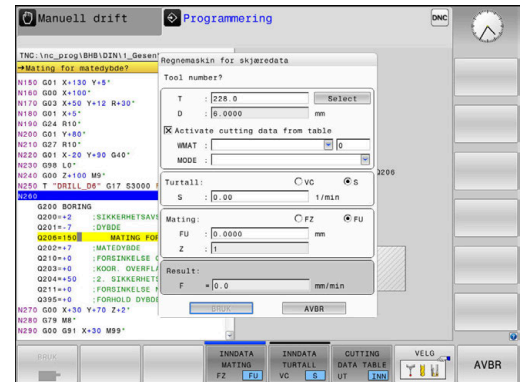 Manuell drift
Programmering
DNC
TNC:\nc_prog\BHB\DIN\1_Gesen
→Mating for matedybde?
N150 G01 X+130 Y+5*
N160 G00 X+100*
N170 G03 X+50 Y+12 R+30*
N180 G01 X+5*
N190 G24 R10*
N200 G01 Y+80*
N210 G27 R10*
N220 G01 X-20 Y+90 G40*
N230 G98 L0*
N240 G00 Z+100 M9*
N250 T "DRILL_D6" G17 S3000
N260
G200 BORING
Q200=+2 ;SIKKERHETSAV
Q201=-7 ;DYBDE
Q206=150 MATING FOR
Q202=+7 ;MATEDYBDE
Q210=+0 ;FORSINKELSE
Q203=+0 ;KOOR. OVERFLA
Q204=+50 ;2. SIKKERHETS
Q211=+0 ;FORSINKELSE
Q395=+0 ;FORHOLD DYBDE
N270 G00 X+30 Y+70 Z+2*
N280 G79 M8*
N290 G00 G91 X+30 M99*
Regnemaskin for skjæredata
Tool number?
T : 228.0 Select
D : 6.0000 mm
Activate cutting data from table
WMAT : 0
MODE :
Turtall: VC S
S : 0.00 1/min
Mating: FZ FU
FU : 0.0000 mm
Z : 1
Result:
F = 0.0 mm/min
BRUK AVBR
BRUK
INNDATA MATING FZ FU
INNDATA TURTALL VC S
CUTTING DATA TABLE UT INN
VELG
AVBR